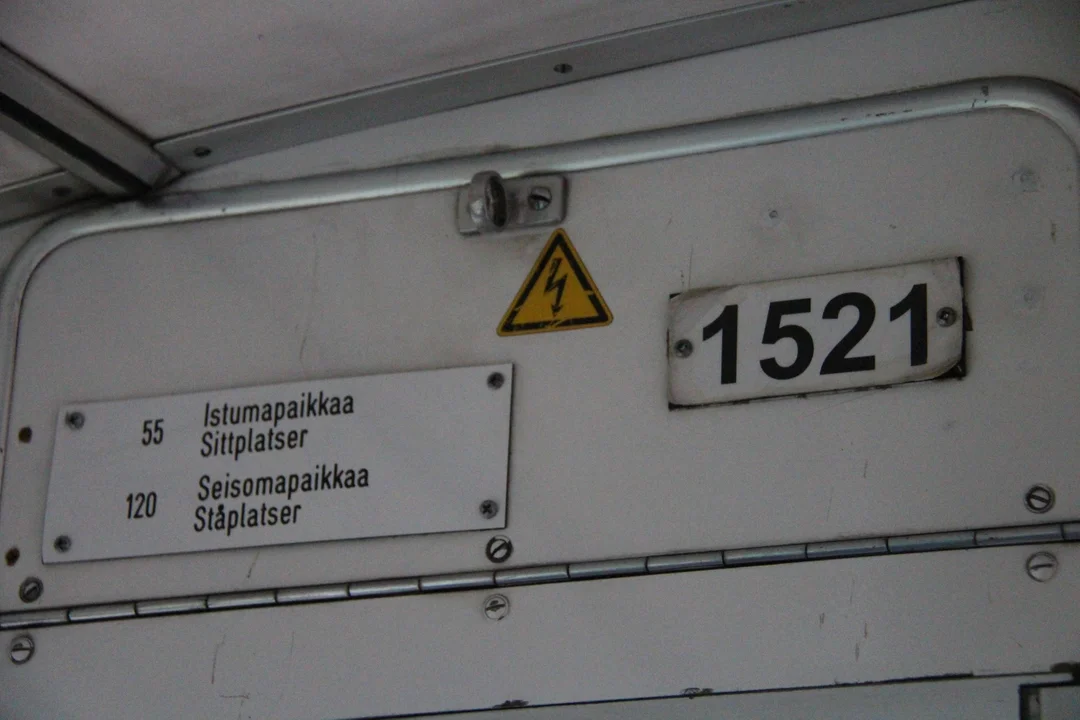 1521
55 Istumapaikkaa
Sittplatser
120 Seisomapaikkaa
Ståplatser